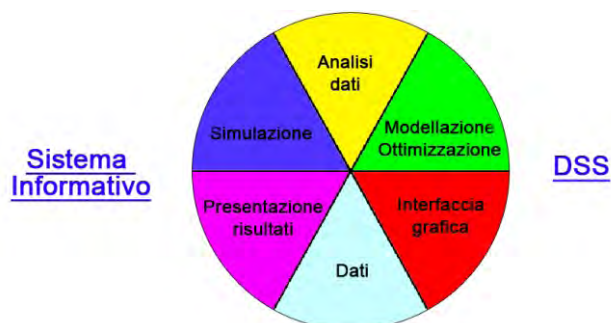 Analisi
dati
Simulazione
Modellazione
Ottimizzazione
Sistema
Informativo
DSS
Presentazione
risultati
Interfaccia
grafica
Dati